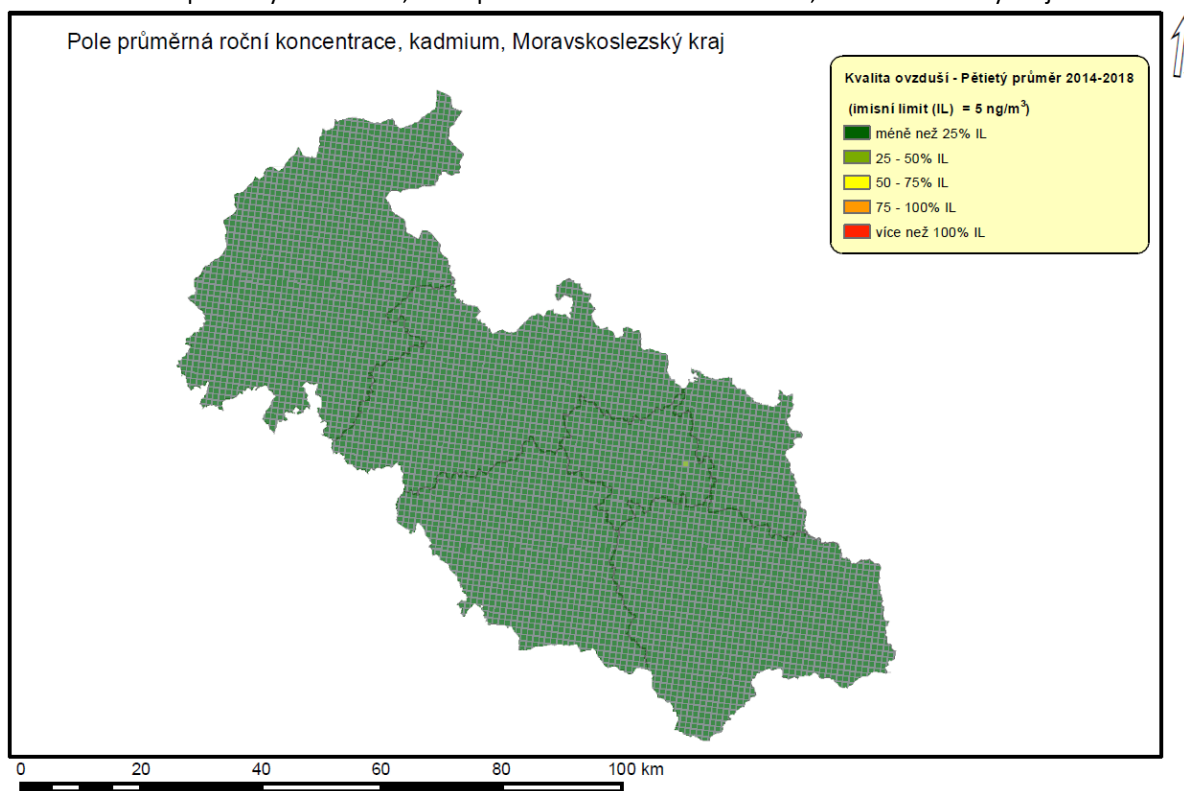 Pole průměrná roční koncentrace, kadmium, Moravskoslezský kraj
Kvalita ovzduší - Pětietý průměr 2014-2018
(imisní limit (IL) = 5 ng/m³)
méně než 25% IL
25 - 50% IL
50 - 75% IL
75 - 100% IL
více než 100% IL
0 20 40 60 80 100 km